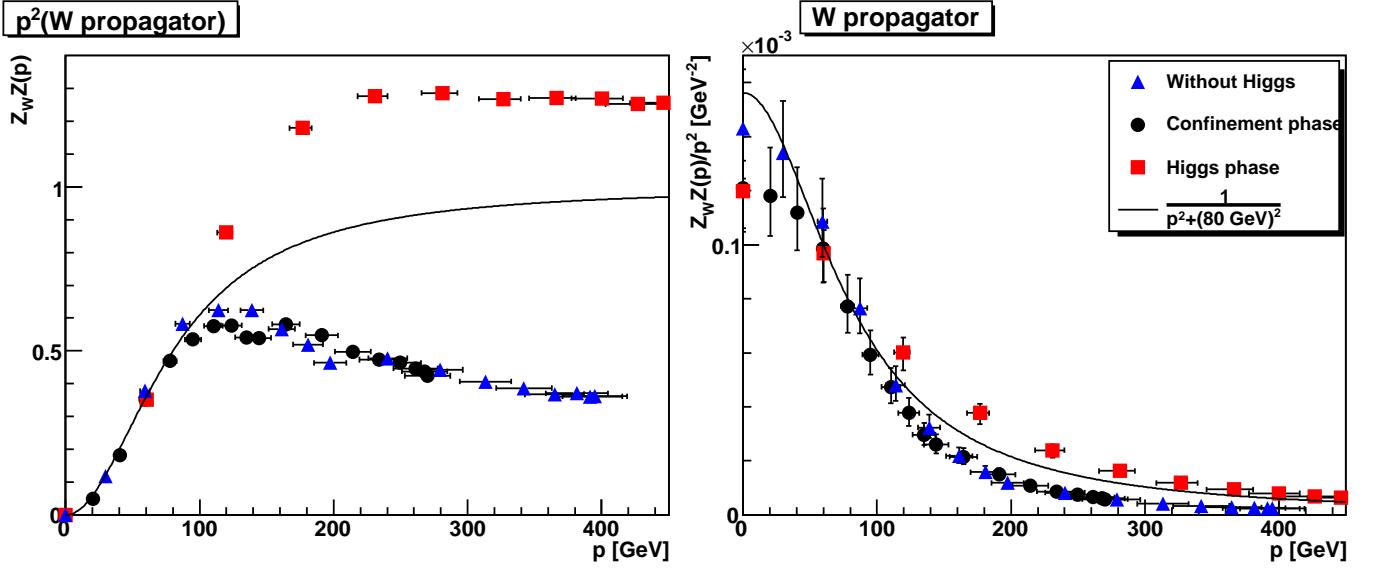 p²(W propagator)
Z_W Z(p)
1
0.5
0
0 100 200 300 400
p [GeV]
W propagator
×10⁻³
Z_W Z(p)/p² [GeV⁻²]
0.1
0
0 100 200 300 400
p [GeV]
Without Higgs
Confinement phase
Higgs phase
1
p²+(80 GeV)²